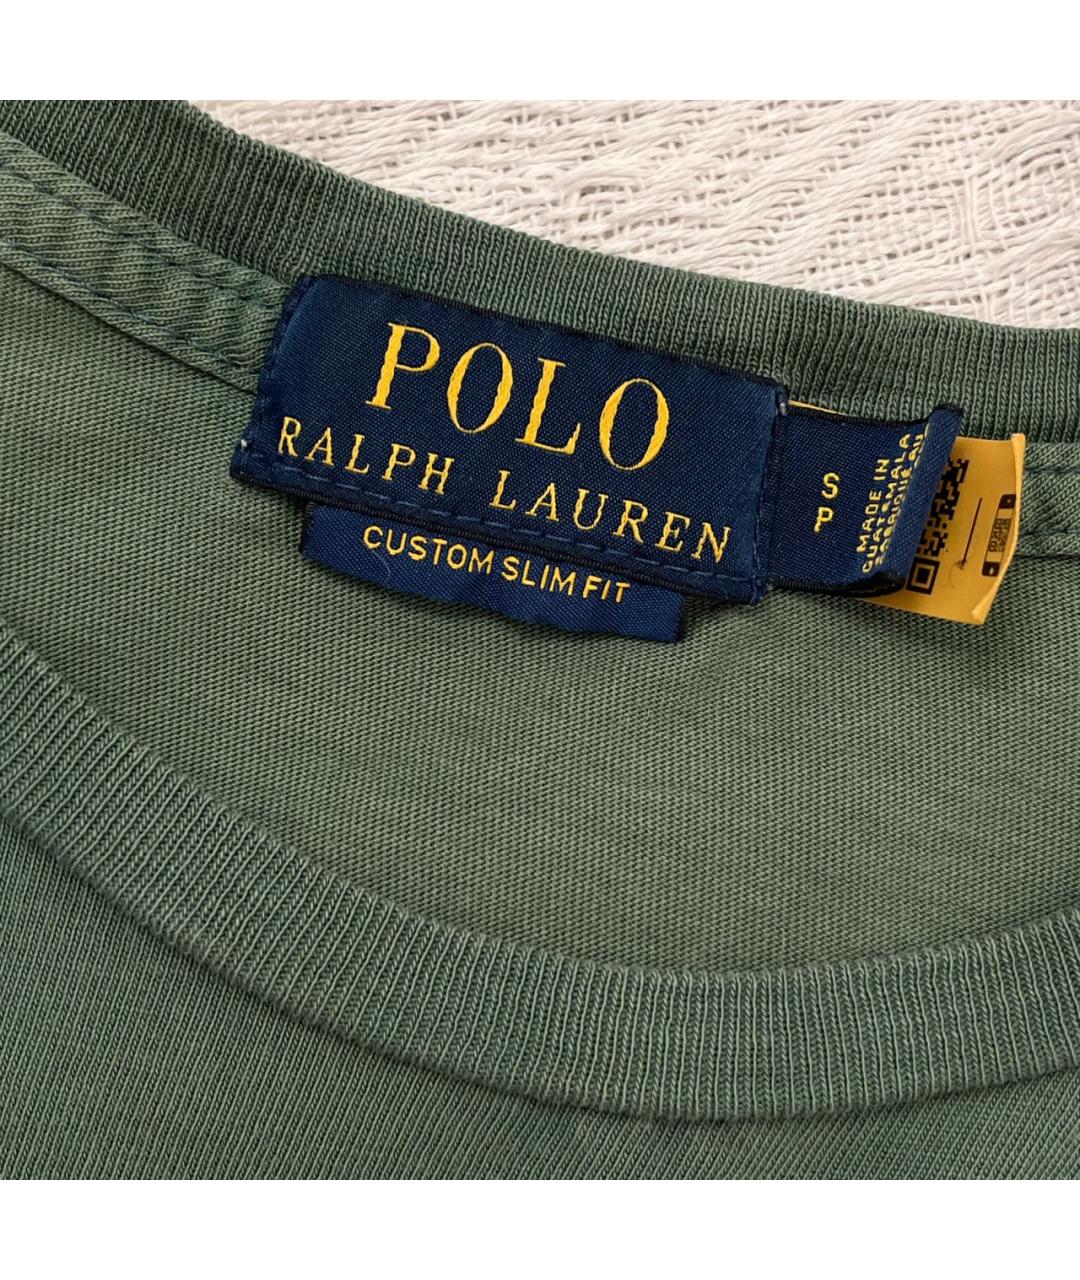 POLO
RALPH LAUREN
CUSTOM SLIM FIT
S
P
MADE IN
GUATEMALA